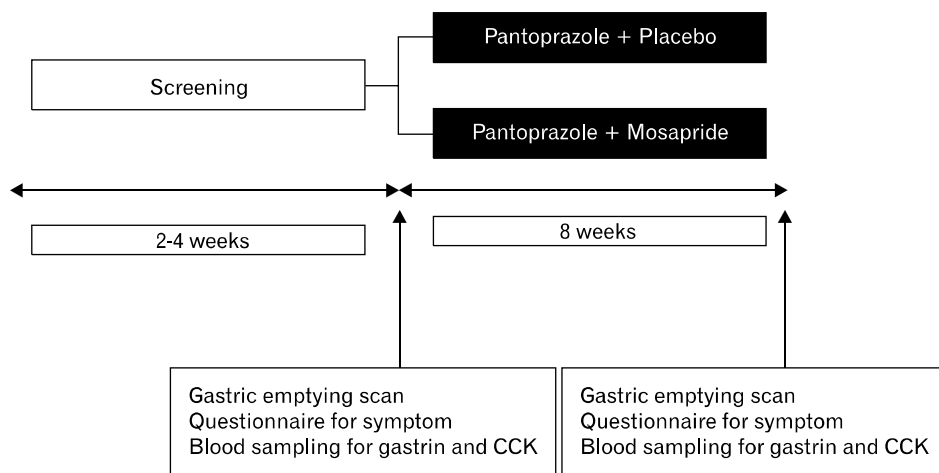 Pantoprazole + Placebo
Screening
Pantoprazole + Mosapride
2-4 weeks
8 weeks
Gastric emptying scan
Questionnaire for symptom
Blood sampling for gastrin and CCK
Gastric emptying scan
Questionnaire for symptom
Blood sampling for gastrin and CCK